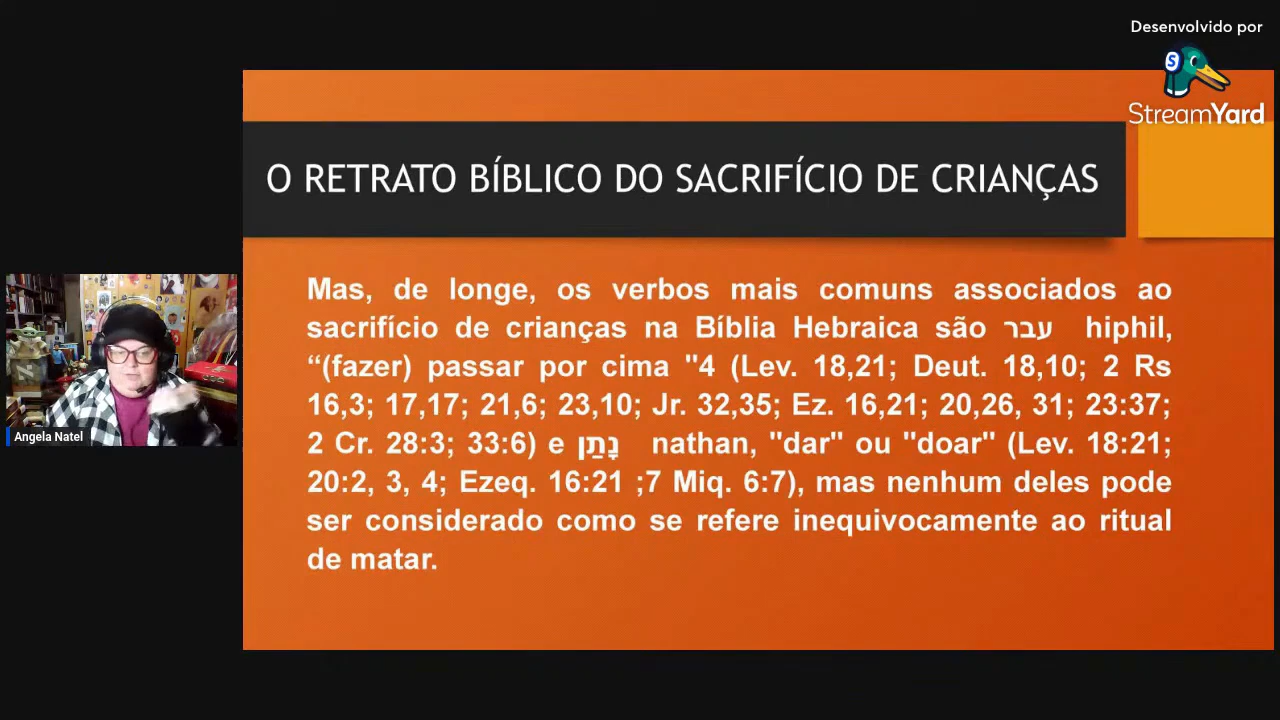 Desenvolvido por
StreamYard
O RETRATO BÍBLICO DO SACRIFÍCIO DE CRIANÇAS
Mas, de longe, os verbos mais comuns associados ao
sacrifício de crianças na Bíblia Hebraica são עבר hiphil,
“(fazer) passar por cima "4 (Lev. 18,21; Deut. 18,10; 2 Rs
16,3; 17,17; 21,6; 23,10; Jr. 32,35; Ez. 16,21; 20,26, 31; 23:37;
2 Cr. 28:3; 33:6) e נָתַן nathan, "dar" ou "doar" (Lev. 18:21;
20:2, 3, 4; Ezeq. 16:21 ;7 Miq. 6:7), mas nenhum deles pode
ser considerado como se refere inequivocamente ao ritual
de matar.
Angela Natel